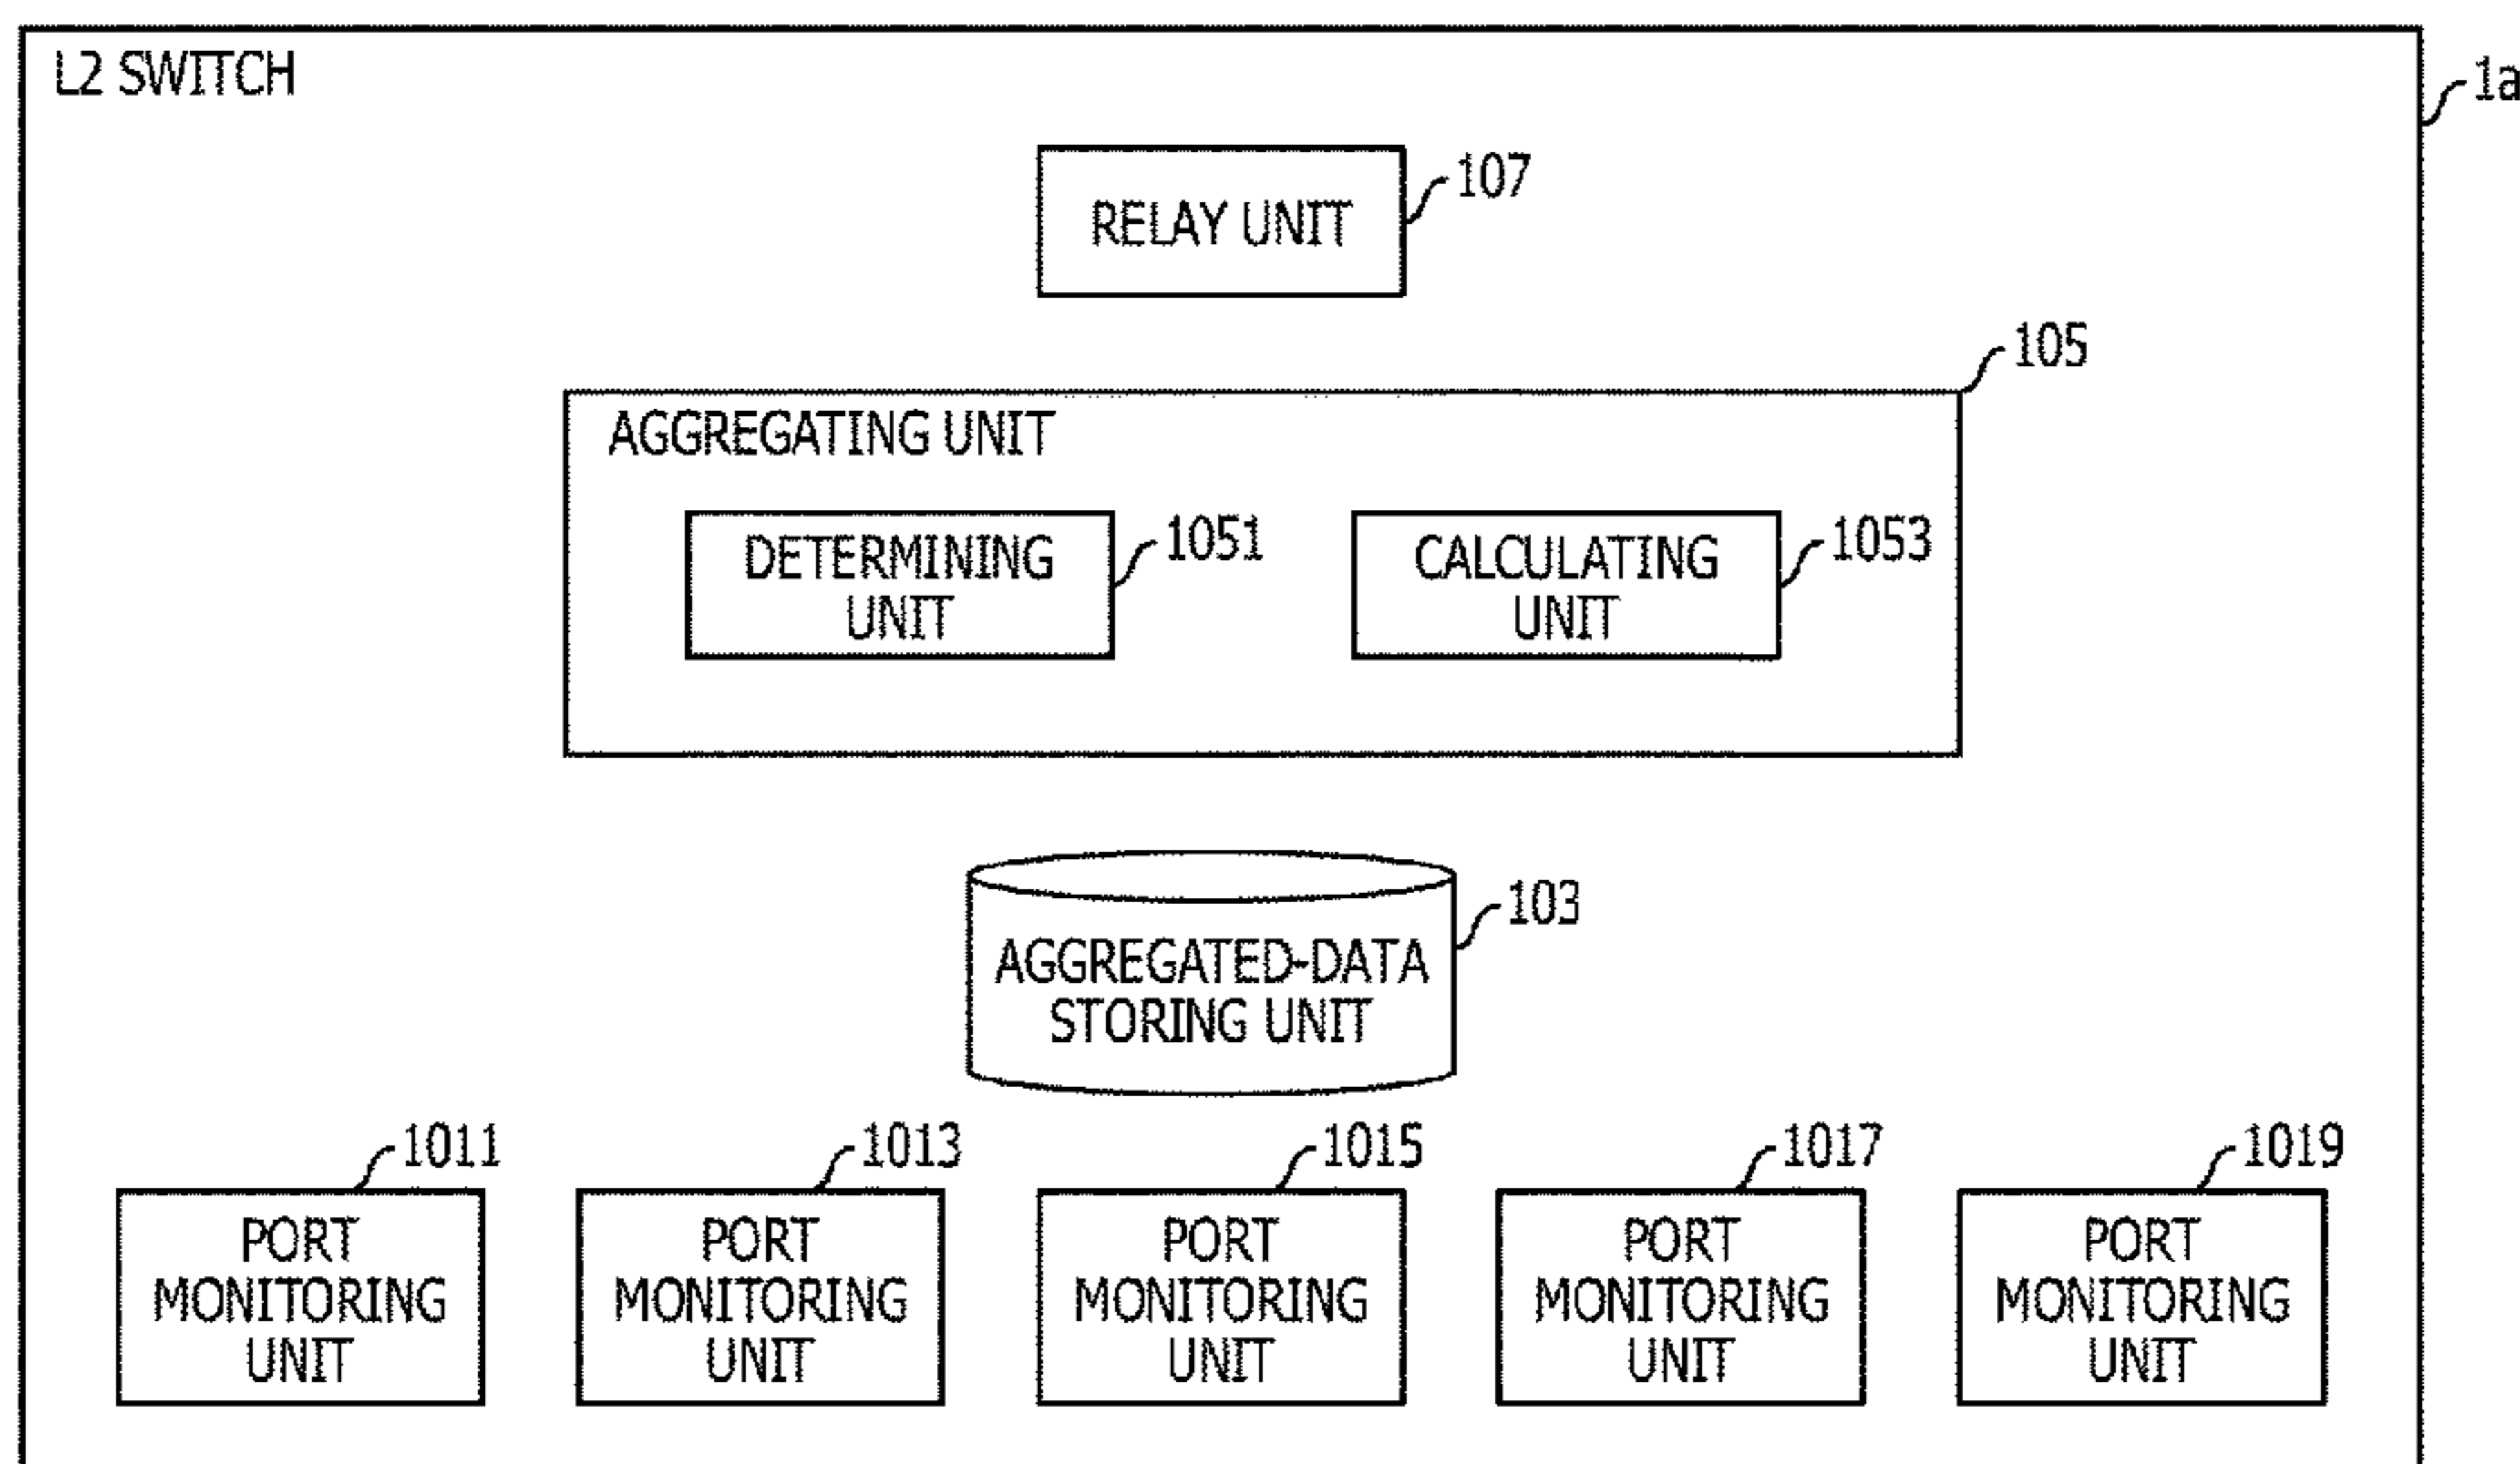 L2 SWITCH
1a
107
RELAY UNIT
105
AGGREGATING UNIT
1051
1053
DETERMINING
UNIT
CALCULATING
UNIT
103
AGGREGATED-DATA
STORING UNIT
1011
1013
1015
1017
1019
PORT
MONITORING
UNIT
PORT
MONITORING
UNIT
PORT
MONITORING
UNIT
PORT
MONITORING
UNIT
PORT
MONITORING
UNIT